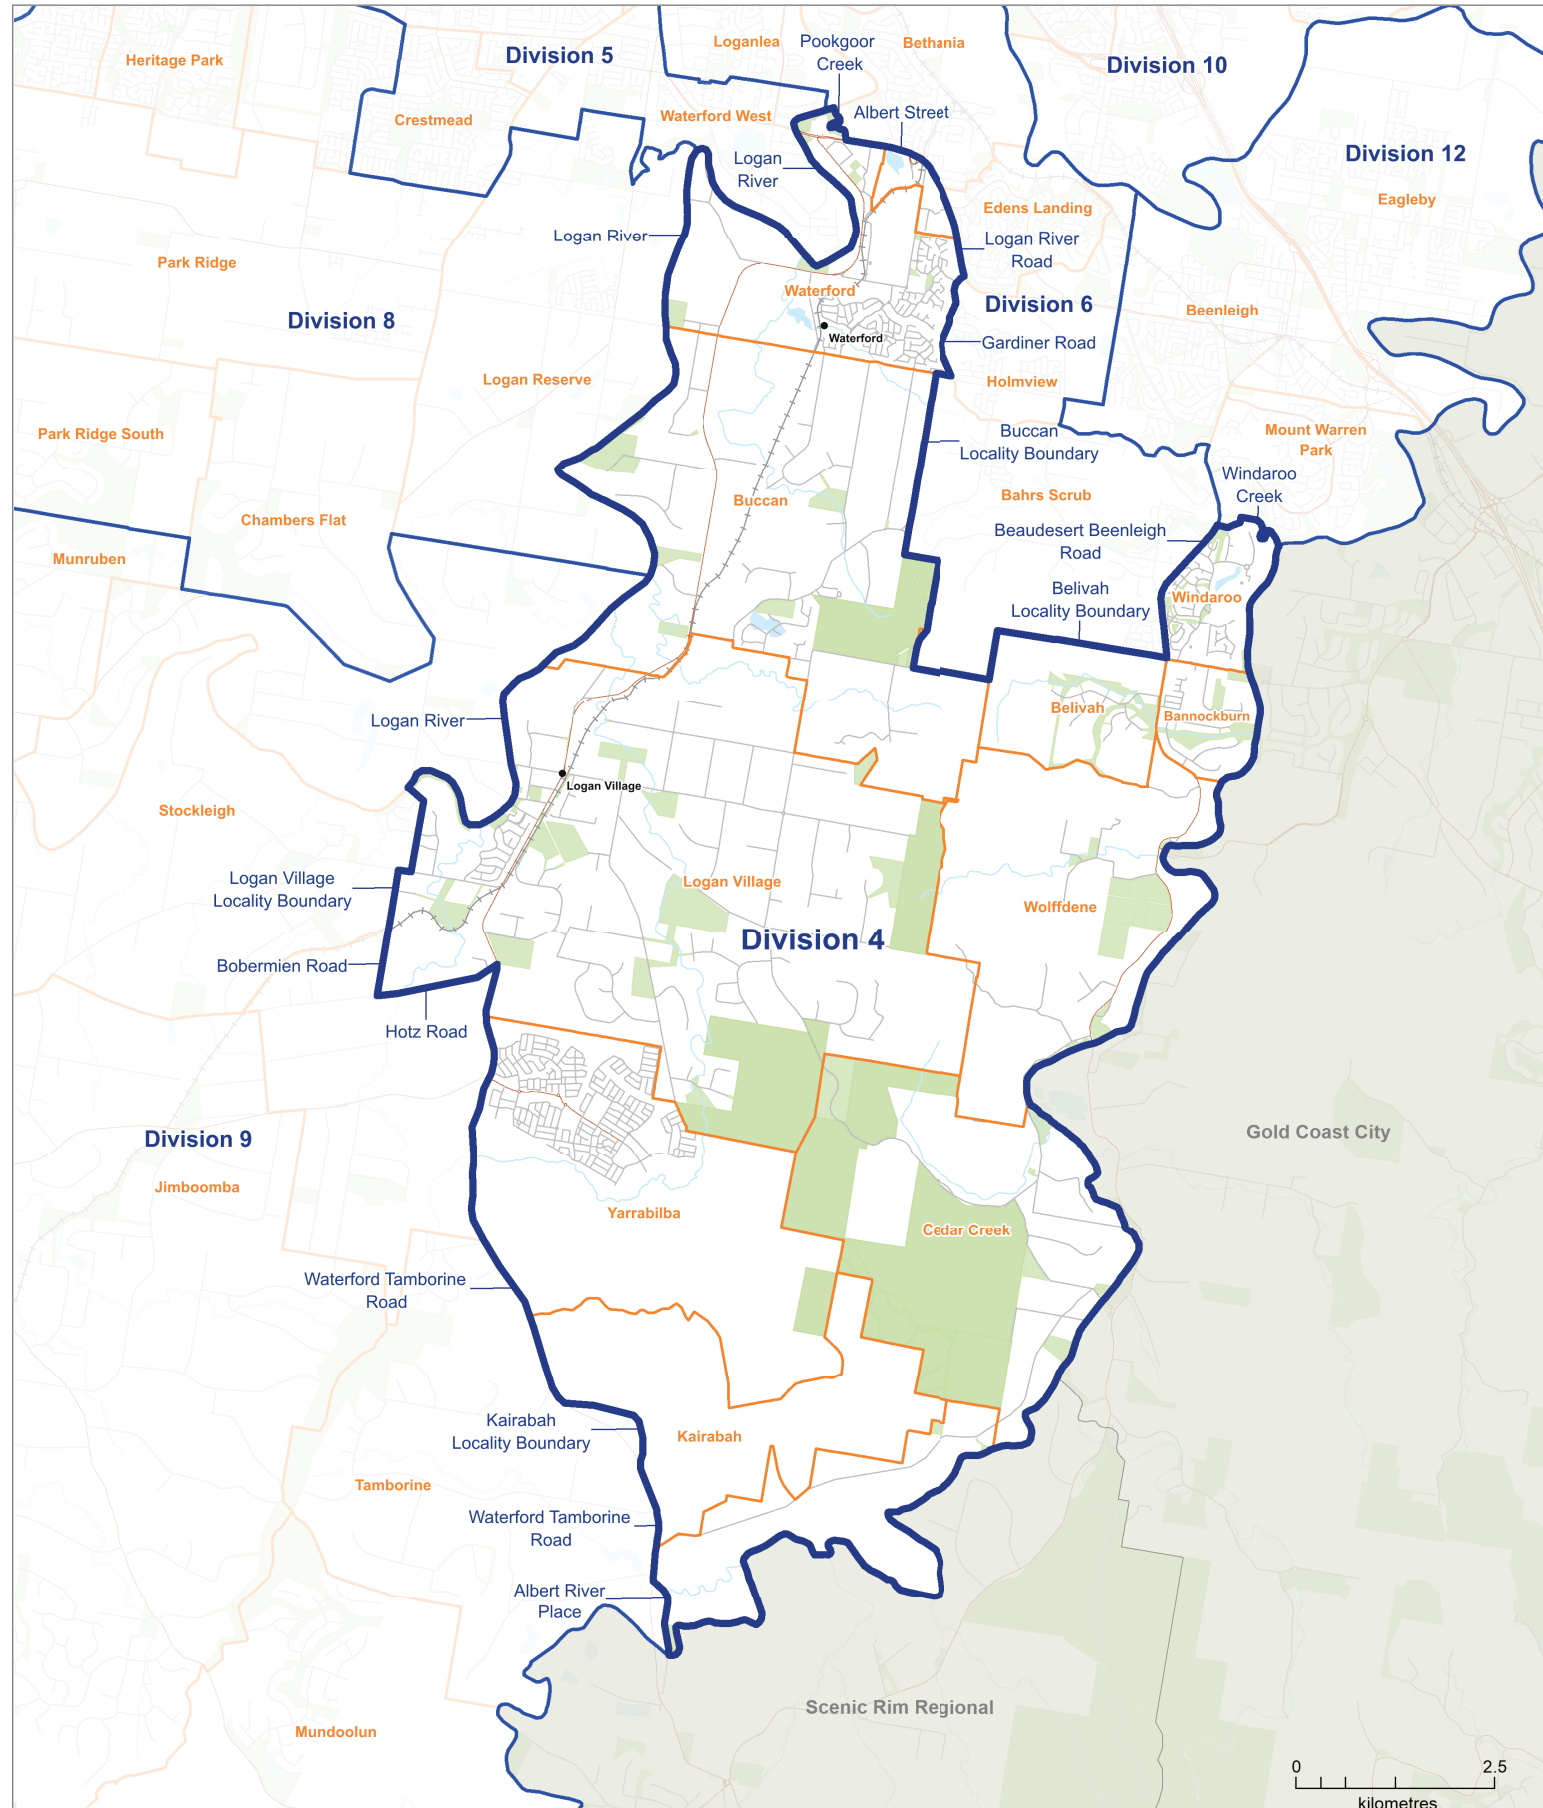 Loganlea
Pookgoor
Creek
Bethania
Heritage Park
Division 5
Division 10
Crestmead
Waterford West
Albert Street
Logan
River
Division 12
Eagleby
Edens Landing
Logan River
Logan River
Road
Park Ridge
Waterford
Division 6
Beenleigh
Division 8
Waterford
Gardiner Road
Logan Reserve
Holmview
Park Ridge South
Buccan
Locality Boundary
Mount Warren
Park
Windaroo
Creek
Buccan
Bahrs Scrub
Chambers Flat
Beaudesert Beenleigh
Road
Munruben
Belivah
Locality Boundary
Windaroo
Logan River
Belivah
Bannockburn
Logan Village
Stockleigh
Logan Village
Locality Boundary
Logan Village
Wolffdene
Division 4
Bobermien Road
Hotz Road
Division 9
Gold Coast City
Jimboomba
Yarrabilba
Cedar Creek
Waterford Tamborine
Road
Kairabah
Locality Boundary
Kairabah
Tamborine
Waterford Tamborine
Road
Albert River
Place
Scenic Rim Regional
Mundoolun
0
2.5
kilometres